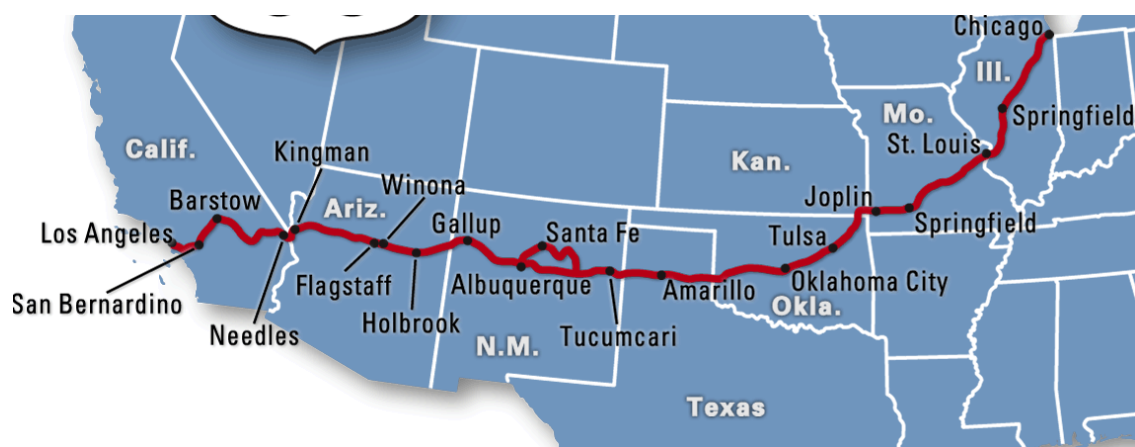 Chicago
Ill.
Springfield
Mo.
St. Louis
Calif.
Kingman
Kan.
Winona
Joplin
Barstow
Ariz.
Springfield
Gallup
Santa Fe
Los Angeles
Tulsa
Flagstaff
Albuquerque
Oklahoma City
Amarillo
San Bernardino
Okla.
Holbrook
Needles
Tucumcari
N.M.
Texas